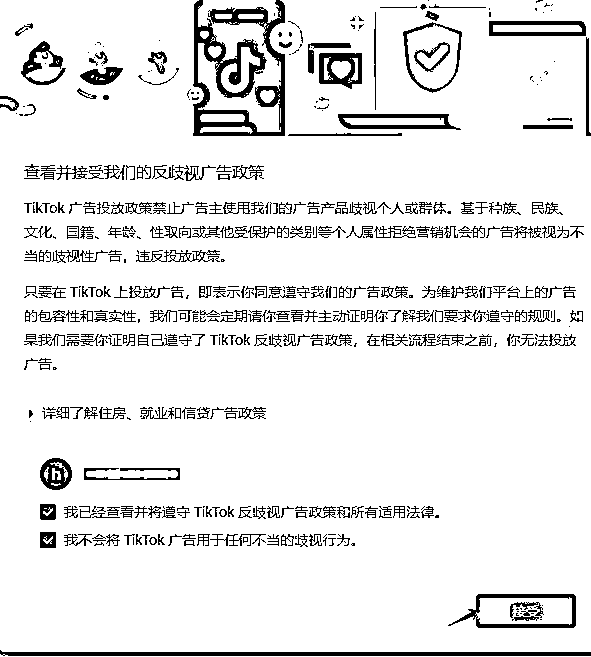 查看并接受我们的反歧视广告政策
TikTok 广告投放政策禁止广告主使用我们的广告产品歧视个人或群体。基于种族、民族、
文化、国籍、年龄、性取向或其他受保护的类别等个人属性拒绝营销机会的广告将被视为不
当的歧视性广告，违反投放政策。
只要在 TikTok 上投放广告，即表示你同意遵守我们的广告政策。为维护我们平台上的广告
的包容性和真实性，我们可能会定期请你查看并主动证明你了解我们要求你遵守的规则。如
果我们需要你证明自己遵守了 TikTok 反歧视广告政策，在相关流程结束之前，你无法投放
广告。
详细了解住房、就业和信贷广告政策
h
我已经查看并将遵守 TikTok 反歧视广告政策和所有适用法律。
我不会将 TikTok 广告用于任何不当的歧视行为。
接受